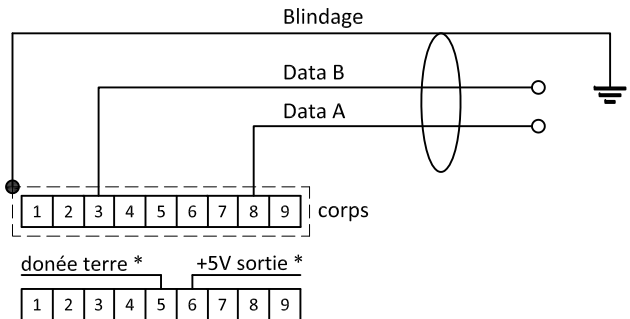 Blindage
Data B
Data A
1 2 3 4 5 6 7 8 9 corps
donée terre * +5V sortie *
1 2 3 4 5 6 7 8 9